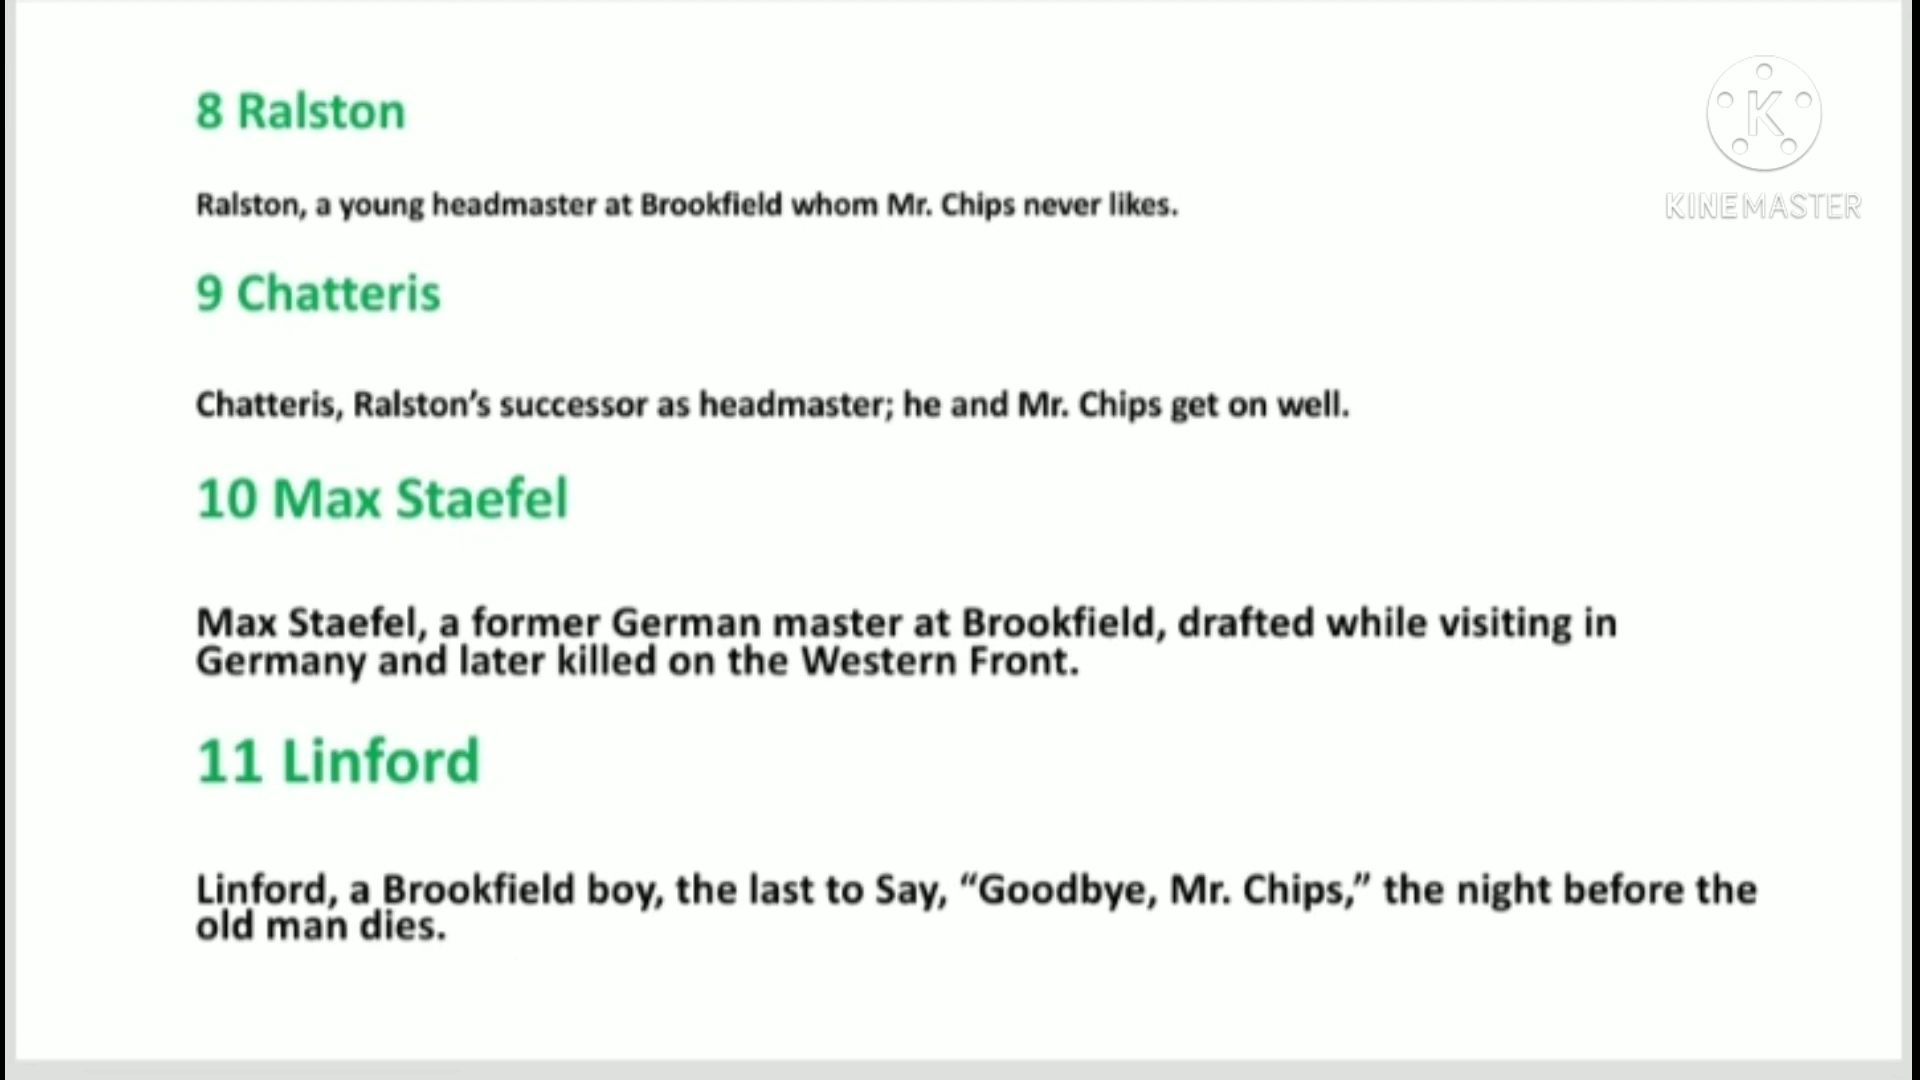 8 Ralston
K
KINEMASTER
Ralston, a young headmaster at Brookfield whom Mr. Chips never likes.
9 Chatteris
Chatteris, Ralston’s successor as headmaster; he and Mr. Chips get on well.
10 Max Staefel
Max Staefel, a former German master at Brookfield, drafted while visiting in
Germany and later killed on the Western Front.
11 Linford
Linford, a Brookfield boy, the last to Say, “Goodbye, Mr. Chips,” the night before the
old man dies.